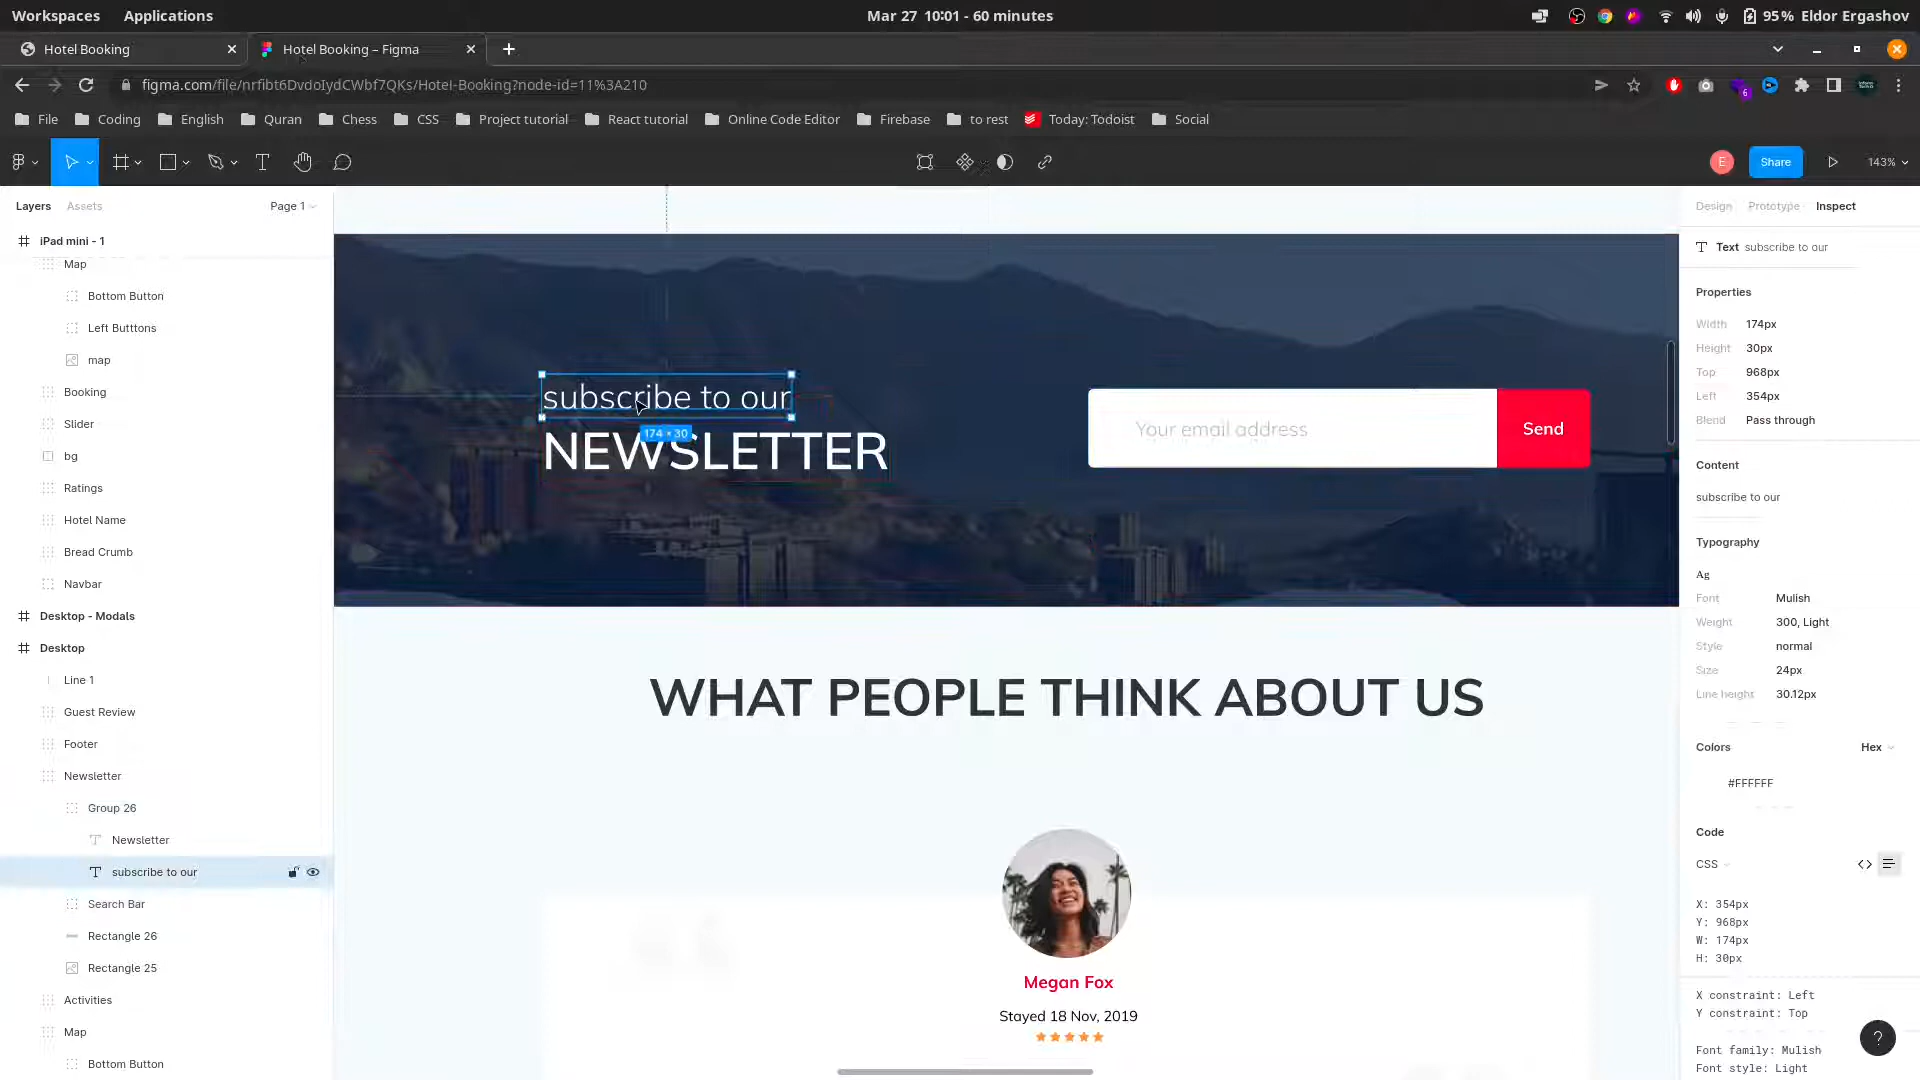 Workspaces Applications Mar 27 10:01 - 60 minutes 95% Eldor Ergashov
Hotel Booking Hotel Booking – Figma
figma.com/file/nrfibt6DvdoIydCWbf7QKs/Hotel-Booking?node-id=11%3A210
6
File Coding English Quran Chess CSS Project tutorial React tutorial Online Code Editor Firebase to rest Today: Todoist Social
E Share 143%
Layers Assets Page 1
iPad mini - 1
Map
Bottom Button
Left Butttons
map
Booking
Slider
bg
Ratings
Hotel Name
Bread Crumb
Navbar
Desktop - Modals
Desktop
Line 1
Guest Review
Footer
Newsletter
Group 26
Newsletter
subscribe to our
Search Bar
Rectangle 26
Rectangle 25
Activities
Map
Bottom Button
subscribe to our
174 × 30
NEWSLETTER
Your email address
Send
WHAT PEOPLE THINK ABOUT US
Megan Fox
Stayed 18 Nov, 2019
Design Prototype Inspect
Text subscribe to our
Properties
Width 174px
Height 30px
Top 968px
Left 354px
Blend Pass through
Content
subscribe to our
Typography
Ag
Font Mulish
Weight 300, Light
Style normal
Size 24px
Line height 30.12px
Colors Hex
#FFFFFF
Code
CSS
X: 354px
Y: 968px
W: 174px
H: 30px
X constraint: Left
Y constraint: Top
Font family: Mulish
Font style: Light
?